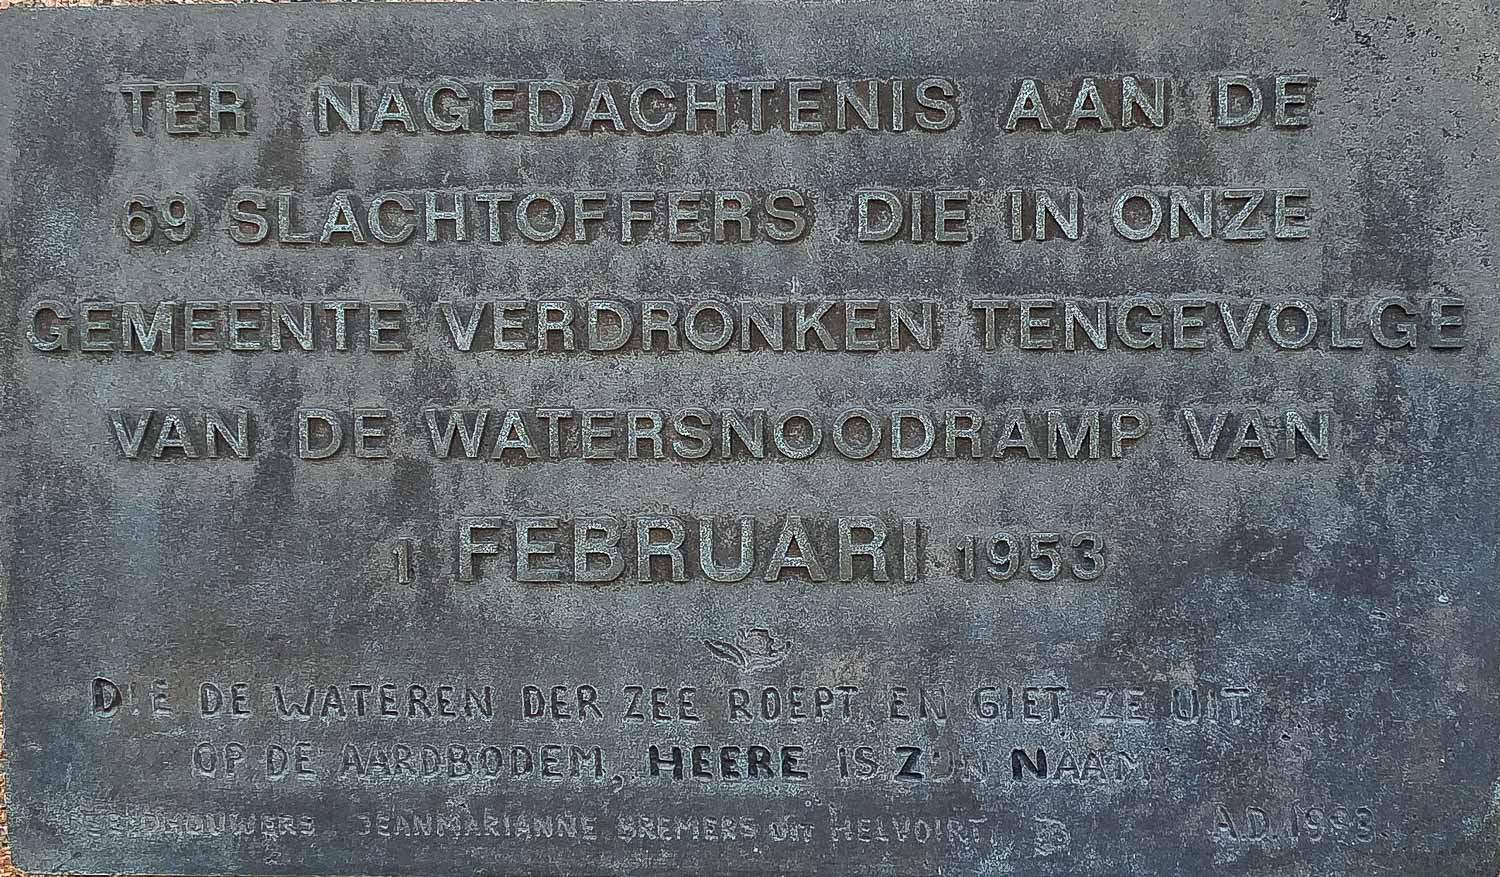 TER NAGEDACHTENIS AAN DE
69 SLACHTOFFERS DIE IN ONZE
GEMEENTE VERDRONKEN TENGEVOLGE
VAN DE WATERSNOODRAMP VAN
1 FEBRUARI 1953
DIE DE WATEREN DER ZEE ROEPT EN GIET ZE UIT
OP DE AARDBODEM, HEERE IS ZIJN NAAM
BEELDHOUWERS JEANMARIANNE BREMERS UIT HELVOIRT A.D. 1993